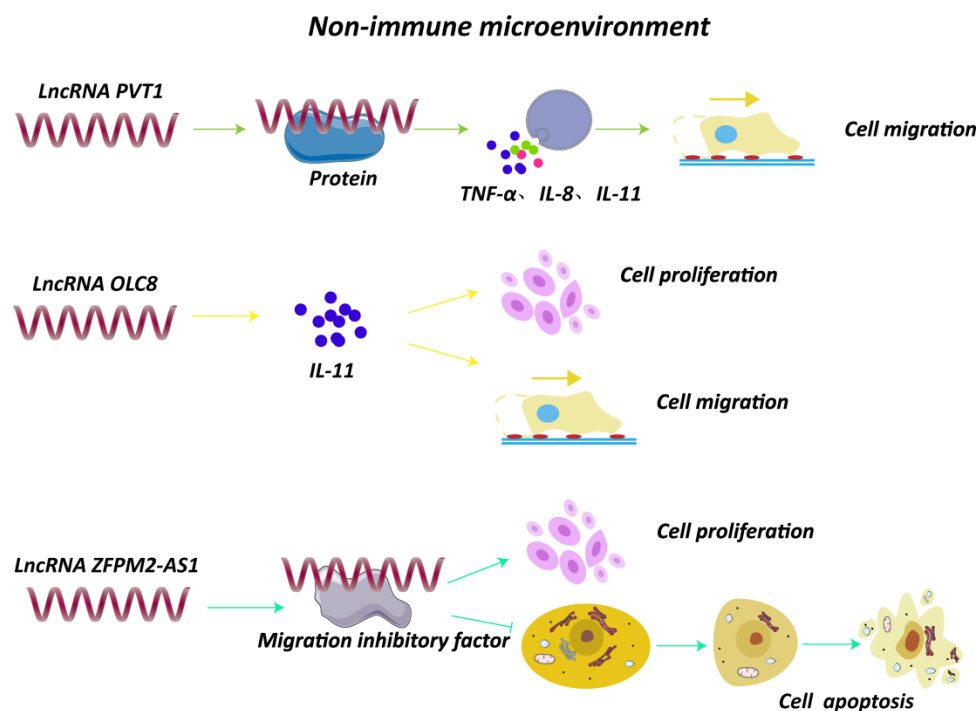 Non-immune microenvironment
LncRNA PVT1
Protein
TNF-α、IL-8、IL-11
Cell migration
LncRNA OLC8
IL-11
Cell proliferation
Cell migration
LncRNA ZFPM2-AS1
Migration inhibitory factor
Cell proliferation
Cell apoptosis